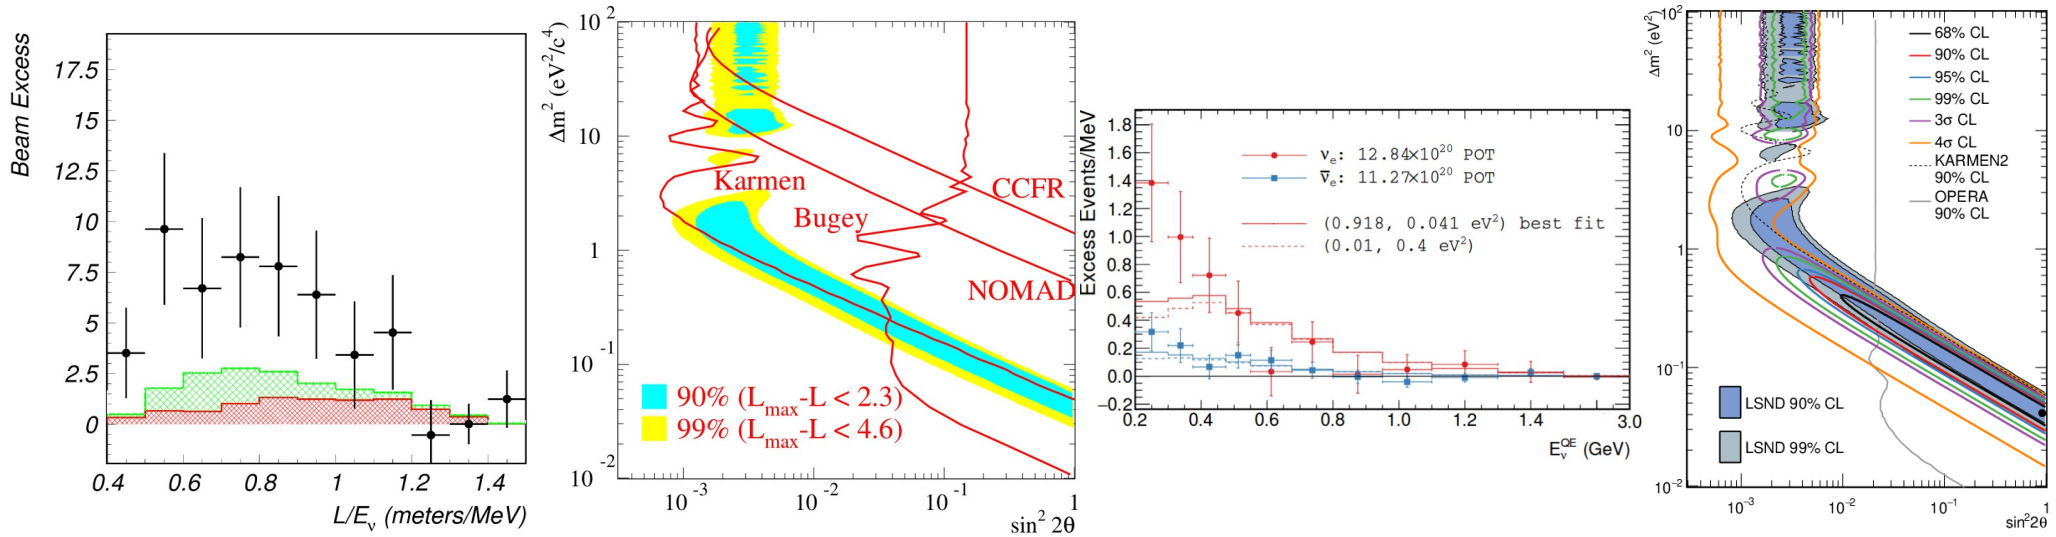 Beam Excess
17.5
15
12.5
10
7.5
5
2.5
0
0.4 0.6 0.8 1 1.2 1.4
L/Eν (meters/MeV)
Δm² (eV²/c⁴)
10²
10
1
10⁻¹
10⁻²
Karmen
Bugey
CCFR
NOMAD
90% (Lmax-L < 2.3)
99% (Lmax-L < 4.6)
10⁻³ 10⁻² 10⁻¹ 1
sin² 2θ
Excess Events/MeV
1.8
1.6
1.4
1.2
1.0
0.8
0.6
0.4
0.2
0.0
−0.2
νe: 12.84×10²⁰ POT
ν̄e: 11.27×10²⁰ POT
(0.918, 0.041 eV²) best fit
(0.01, 0.4 eV²)
0.2 0.4 0.6 0.8 1.0 1.2 1.4 3.0
EνQE (GeV)
Δm² (eV²)
10²
10
1
10⁻¹
10⁻²
68% CL
90% CL
95% CL
99% CL
3σ CL
4σ CL
KARMEN2
90% CL
OPERA
90% CL
LSND 90% CL
LSND 99% CL
10⁻³ 10⁻² 10⁻¹ 1
sin²2θ